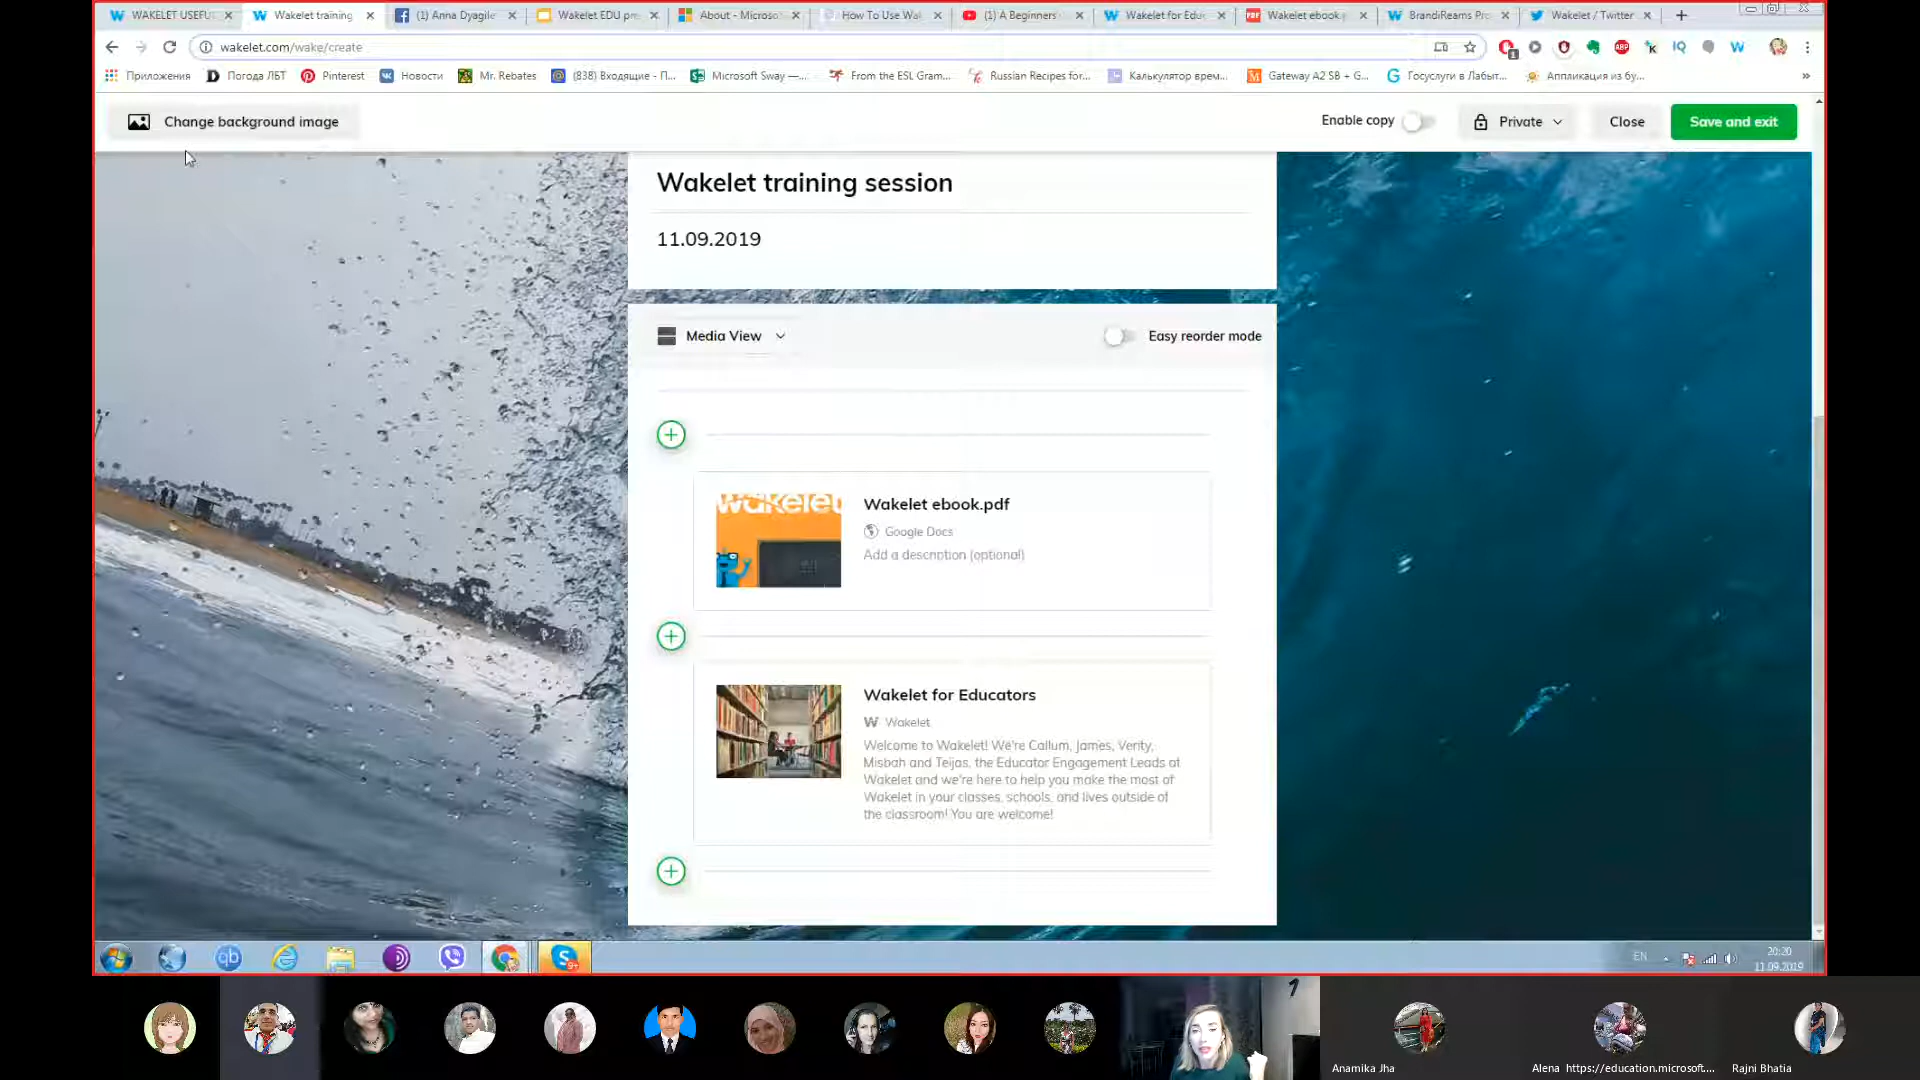 WAKELET USEFU
Wakelet training
(1) Anna Dyagile
Wakelet EDU pre
About - Microso
How To Use Wak
(1) A Beginners
Wakelet for Educ
Wakelet ebook.p
BrandiReams Pro
Wakelet / Twitter
wakelet.com/wake/create
Приложения
Погода ЛБТ
Pinterest
Новости
Mr. Rebates
(838) Входящие - П...
Microsoft Sway —...
From the ESL Gram...
Russian Recipes for...
Калькулятор врем...
Gateway A2 SB + G...
Госуслуги в Лабыт...
Аппликация из бу...
Change background image
Enable copy
Private
Close
Save and exit
Wakelet training session
11.09.2019
Media View
Easy reorder mode
wakelet
Wakelet ebook.pdf
Google Docs
Add a description (optional)
Wakelet for Educators
Wakelet
Welcome to Wakelet! We're Callum, James, Verity,
Misbah and Teijas, the Educator Engagement Leads at
Wakelet and we're here to help you make the most of
Wakelet in your classes, schools, and lives outside of
the classroom! You are welcome!
EN
20:20
11.09.2019
Anamika Jha
Alena https://education.microsoft....
Rajni Bhatia